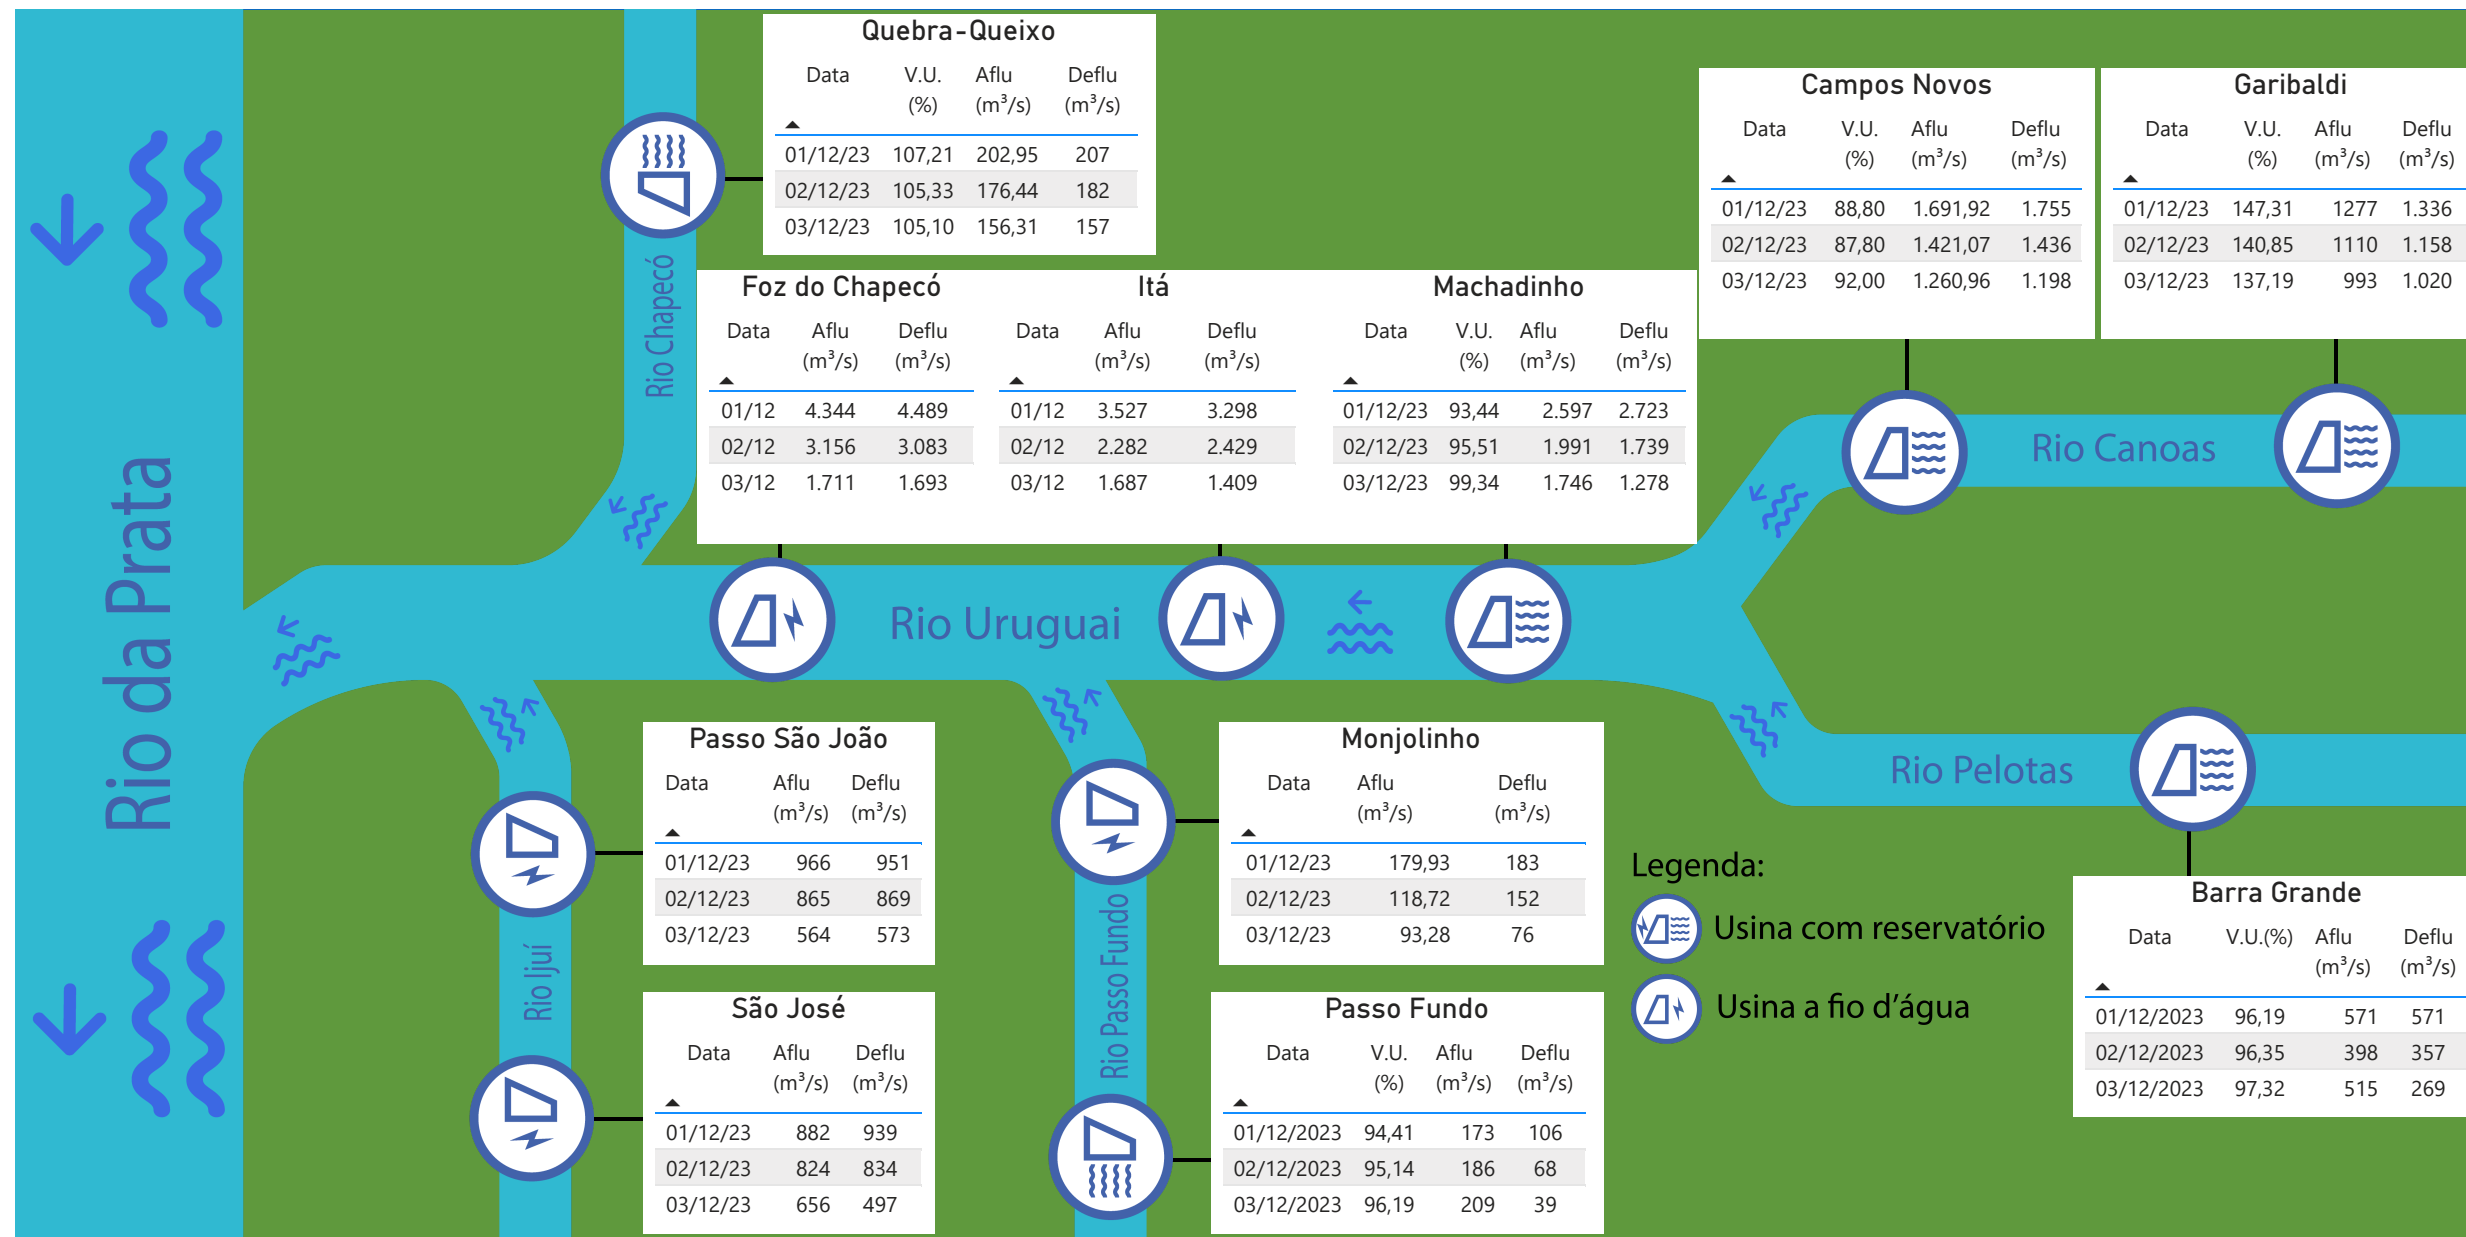 Quebra-Queixo
Data V.U. (%) Aflu (m³/s) Deflu (m³/s)
01/12/23 107,21 202,95 207
02/12/23 105,33 176,44 182
03/12/23 105,10 156,31 157
Campos Novos
Data V.U. (%) Aflu (m³/s) Deflu (m³/s)
01/12/23 88,80 1.691,92 1.755
02/12/23 87,80 1.421,07 1.436
03/12/23 92,00 1.260,96 1.198
Garibaldi
Data V.U. (%) Aflu (m³/s) Deflu (m³/s)
01/12/23 147,31 1277 1.336
02/12/23 140,85 1110 1.158
03/12/23 137,19 993 1.020
Foz do Chapecó
Data Aflu (m³/s) Deflu (m³/s)
01/12 4.344 4.489
02/12 3.156 3.083
03/12 1.711 1.693
Itá
Data Aflu (m³/s) Deflu (m³/s)
01/12 3.527 3.298
02/12 2.282 2.429
03/12 1.687 1.409
Machadinho
Data V.U. (%) Aflu (m³/s) Deflu (m³/s)
01/12/23 93,44 2.597 2.723
02/12/23 95,51 1.991 1.739
03/12/23 99,34 1.746 1.278
Rio Chapecó
Rio Canoas
Rio da Prata
Rio Uruguai
Rio Pelotas
Passo São João
Data Aflu (m³/s) Deflu (m³/s)
01/12/23 966 951
02/12/23 865 869
03/12/23 564 573
Monjolinho
Data Aflu (m³/s) Deflu (m³/s)
01/12/23 179,93 183
02/12/23 118,72 152
03/12/23 93,28 76
Legenda:
Usina com reservatório
Usina a fio d’água
Barra Grande
Data V.U.(%) Aflu (m³/s) Deflu (m³/s)
01/12/2023 96,19 571 571
02/12/2023 96,35 398 357
03/12/2023 97,32 515 269
Rio Ijuí
Rio Passo Fundo
São José
Data Aflu (m³/s) Deflu (m³/s)
01/12/23 882 939
02/12/23 824 834
03/12/23 656 497
Passo Fundo
Data V.U. (%) Aflu (m³/s) Deflu (m³/s)
01/12/2023 94,41 173 106
02/12/2023 95,14 186 68
03/12/2023 96,19 209 39